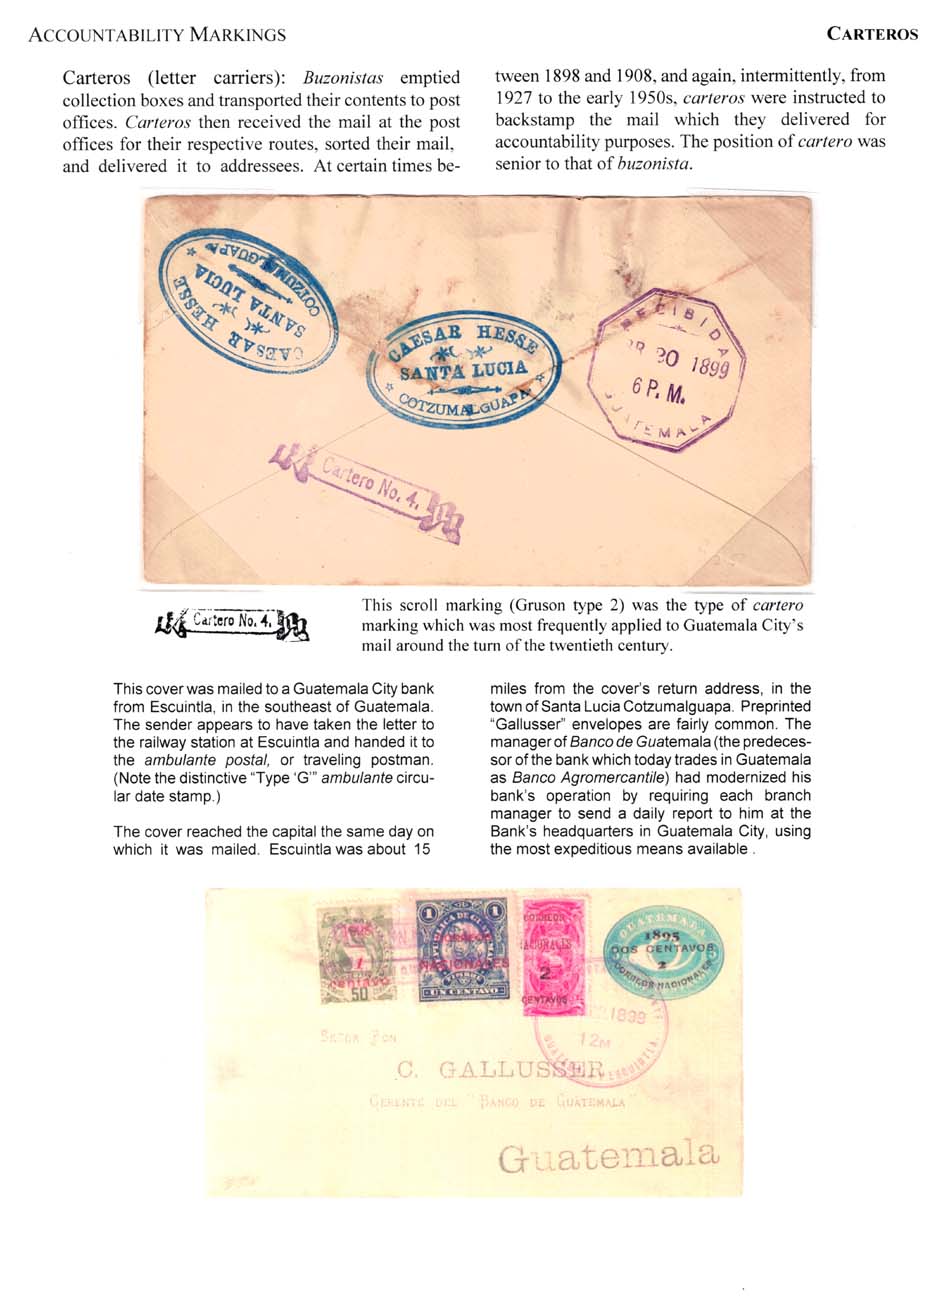 ACCOUNTABILITY MARKINGS
CARTEROS
Carteros (letter carriers): Buzonistas emptied
collection boxes and transported their contents to post
offices. Carteros then received the mail at the post
offices for their respective routes, sorted their mail,
and delivered it to addressees. At certain times be-
tween 1898 and 1908, and again, intermittently, from
1927 to the early 1950s, carteros were instructed to
backstamp the mail which they delivered for
accountability purposes. The position of cartero was
senior to that of buzonista.
CAESAR HESSE
SANTA LUCIA
COTZUMALGUAPA
CAESAR HESSE
SANTA LUCIA
COTZUMALGUAPA
RECIBIDA
20 1899
6 P.M.
GUATEMALA
Cartero No. 4.
Cartero No. 4.
This scroll marking (Gruson type 2) was the type of cartero
marking which was most frequently applied to Guatemala City's
mail around the turn of the twentieth century.
This cover was mailed to a Guatemala City bank
from Escuintla, in the southeast of Guatemala.
The sender appears to have taken the letter to
the railway station at Escuintla and handed it to
the ambulante postal, or traveling postman.
(Note the distinctive "Type 'G'" ambulante circu-
lar date stamp.)
The cover reached the capital the same day on
which it was mailed. Escuintla was about 15
miles from the cover's return address, in the
town of Santa Lucia Cotzumalguapa. Preprinted
"Gallusser" envelopes are fairly common. The
manager of Banco de Guatemala (the predeces-
sor of the bank which today trades in Guatemala
as Banco Agromercantile) had modernized his
bank's operation by requiring each branch
manager to send a daily report to him at the
Bank's headquarters in Guatemala City, using
the most expeditious means available .
1
CENTAVO
50
1 1
REPUBLICA DE GUATEMALA
CORREOS
NACIONALES
UN CENTAVO
CORREOS
NACIONALES
2
CENTAVOS
GUATEMALA
1895
DOS CENTAVOS
2
CORREOS NACIONALES
1899
12M
ESCUINTLA
SEÑOR DON
C. GALLUSSER
GERENTE DEL "BANCO DE GUATEMALA"
Guatemala